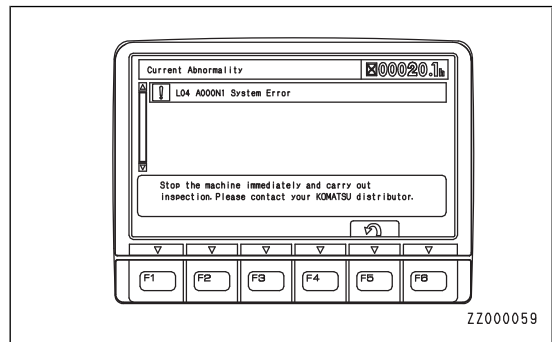 Current Abnormality 00020.1h
! L04 A000N1 System Error
Stop the machine immediately and carry out
inspection. Please contact your KOMATSU distributor.
F1 F2 F3 F4 F5 F6
ZZ000059